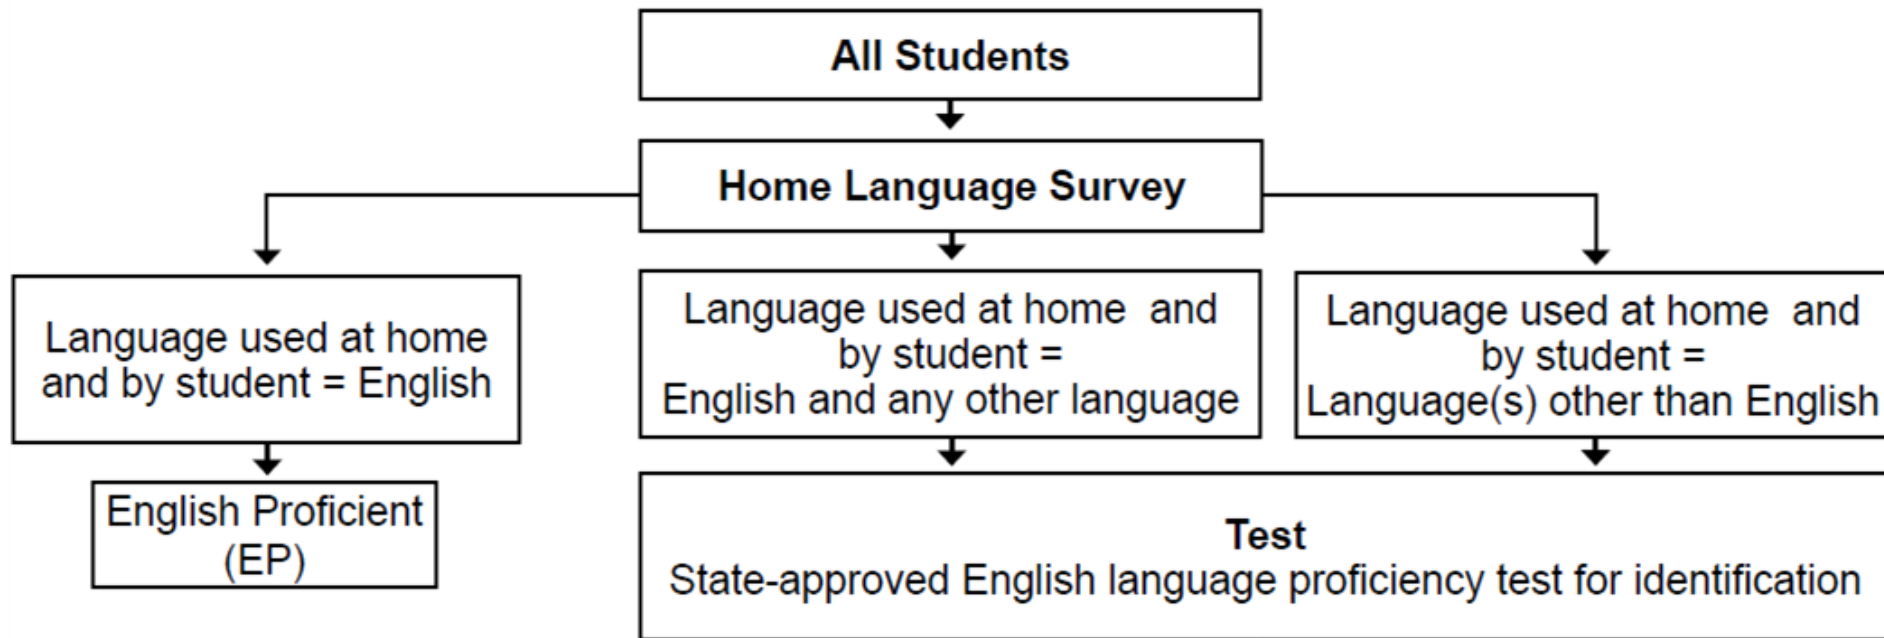 All Students
Home Language Survey
Language used at home
and by student = English
Language used at home and
by student =
English and any other language
Language used at home and
by student =
Language(s) other than English
English Proficient
(EP)
Test
State-approved English language proficiency test for identification